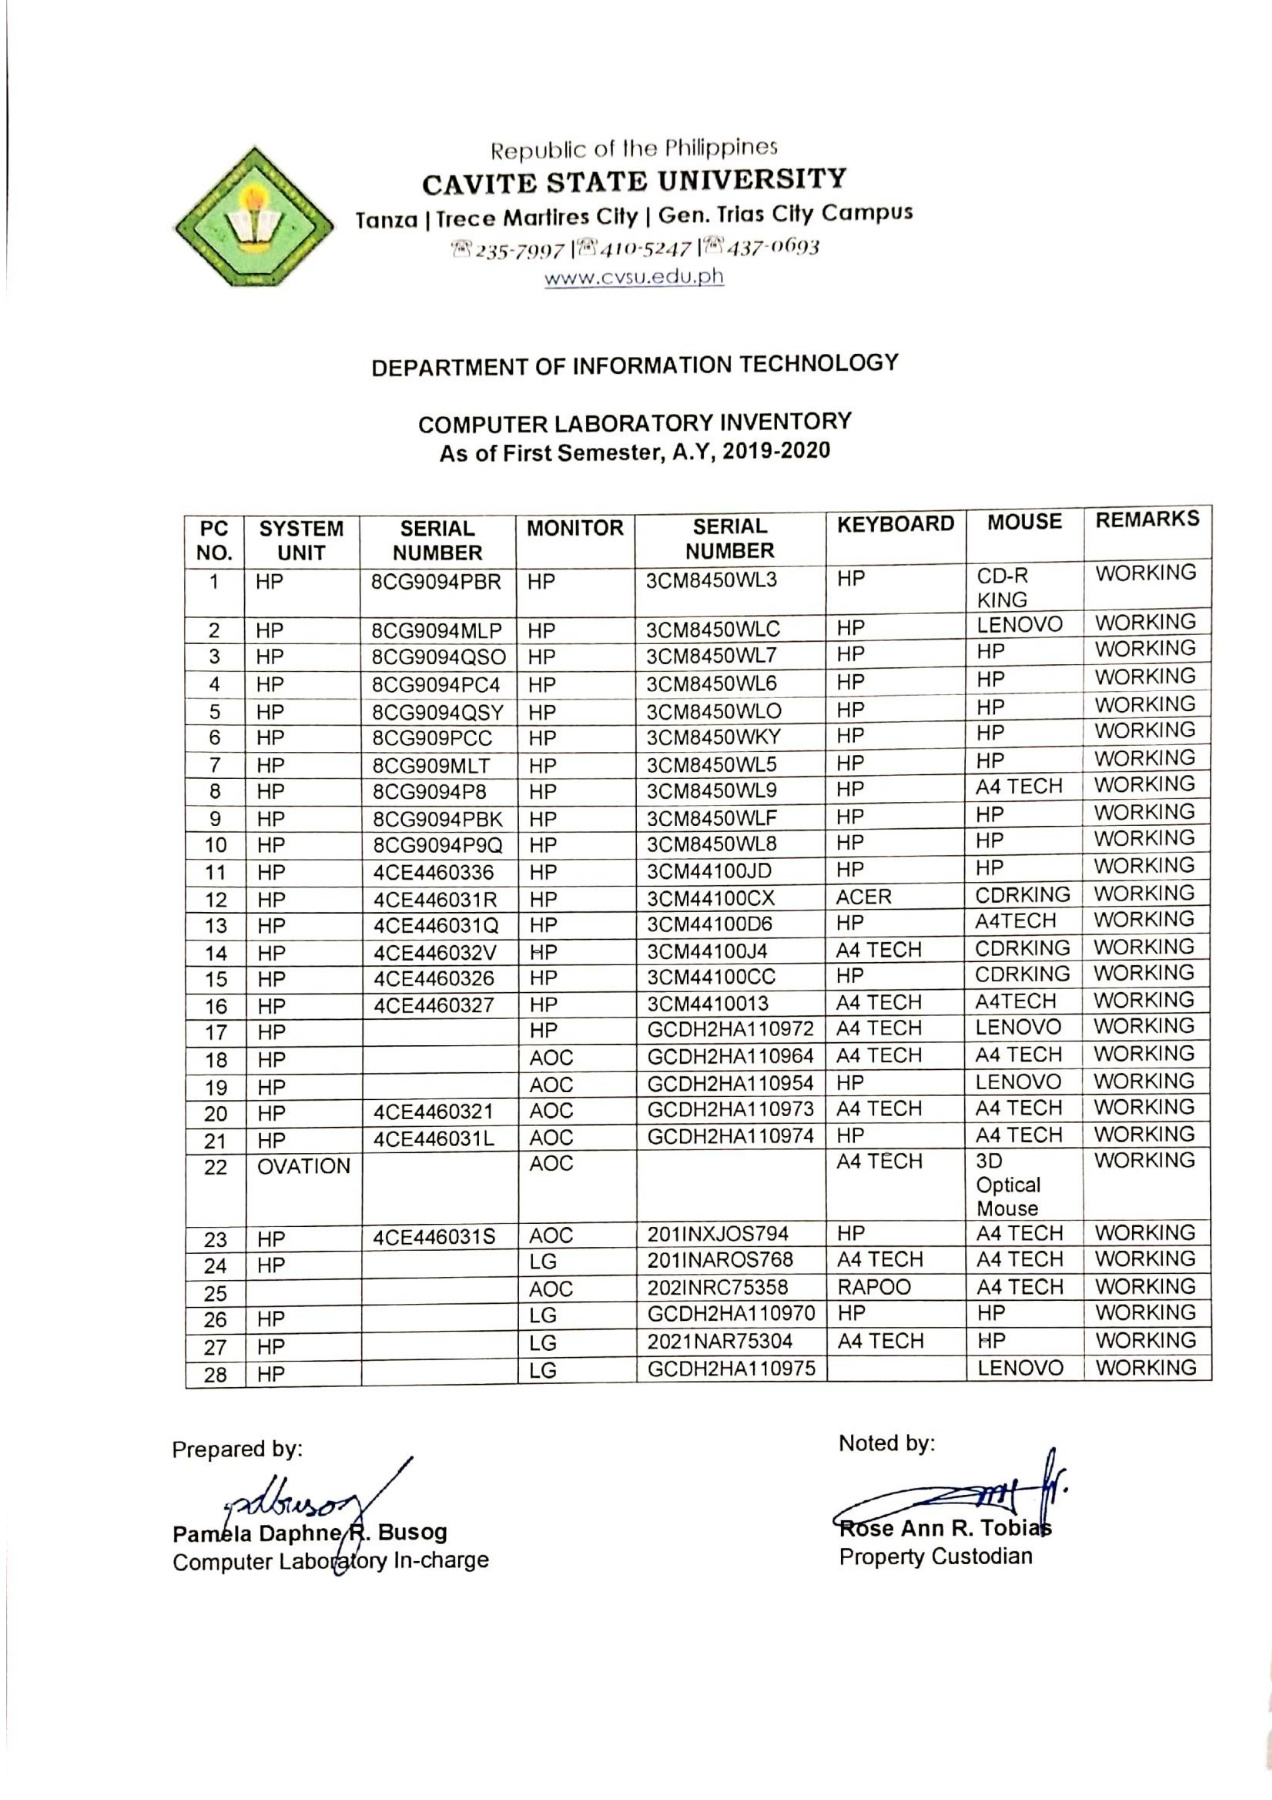 Republic of the Philippines
CAVITE STATE UNIVERSITY
Tanza | Trece Martires City | Gen. Trias City Campus
☏235-7997 |☏410-5247 |☏437-0693
www.cvsu.edu.ph
DEPARTMENT OF INFORMATION TECHNOLOGY
COMPUTER LABORATORY INVENTORY
As of First Semester, A.Y, 2019-2020
PC NO. SYSTEM UNIT SERIAL NUMBER MONITOR SERIAL NUMBER KEYBOARD MOUSE REMARKS
1 HP 8CG9094PBR HP 3CM8450WL3 HP CD-R KING WORKING
2 HP 8CG9094MLP HP 3CM8450WLC HP LENOVO WORKING
3 HP 8CG9094QSO HP 3CM8450WL7 HP HP WORKING
4 HP 8CG9094PC4 HP 3CM8450WL6 HP HP WORKING
5 HP 8CG9094QSY HP 3CM8450WLO HP HP WORKING
6 HP 8CG909PCC HP 3CM8450WKY HP HP WORKING
7 HP 8CG909MLT HP 3CM8450WL5 HP HP WORKING
8 HP 8CG9094P8 HP 3CM8450WL9 HP A4 TECH WORKING
9 HP 8CG9094PBK HP 3CM8450WLF HP HP WORKING
10 HP 8CG9094P9Q HP 3CM8450WL8 HP HP WORKING
11 HP 4CE4460336 HP 3CM44100JD HP HP WORKING
12 HP 4CE446031R HP 3CM44100CX ACER CDRKING WORKING
13 HP 4CE446031Q HP 3CM44100D6 HP A4TECH WORKING
14 HP 4CE446032V HP 3CM44100J4 A4 TECH CDRKING WORKING
15 HP 4CE4460326 HP 3CM44100CC HP CDRKING WORKING
16 HP 4CE4460327 HP 3CM4410013 A4 TECH A4TECH WORKING
17 HP HP GCDH2HA110972 A4 TECH LENOVO WORKING
18 HP AOC GCDH2HA110964 A4 TECH A4 TECH WORKING
19 HP AOC GCDH2HA110954 HP LENOVO WORKING
20 HP 4CE4460321 AOC GCDH2HA110973 A4 TECH A4 TECH WORKING
21 HP 4CE446031L AOC GCDH2HA110974 HP A4 TECH WORKING
22 OVATION AOC A4 TECH 3D Optical Mouse WORKING
23 HP 4CE446031S AOC 201INXJOS794 HP A4 TECH WORKING
24 HP LG 201INAROS768 A4 TECH A4 TECH WORKING
25 AOC 202INRC75358 RAPOO A4 TECH WORKING
26 HP LG GCDH2HA110970 HP HP WORKING
27 HP LG 2021NAR75304 A4 TECH HP WORKING
28 HP LG GCDH2HA110975 LENOVO WORKING
Prepared by:
Noted by:
pdbusog
Pamela Daphne R. Busog
Rose Ann R. Tobias
Computer Laboratory In-charge
Property Custodian